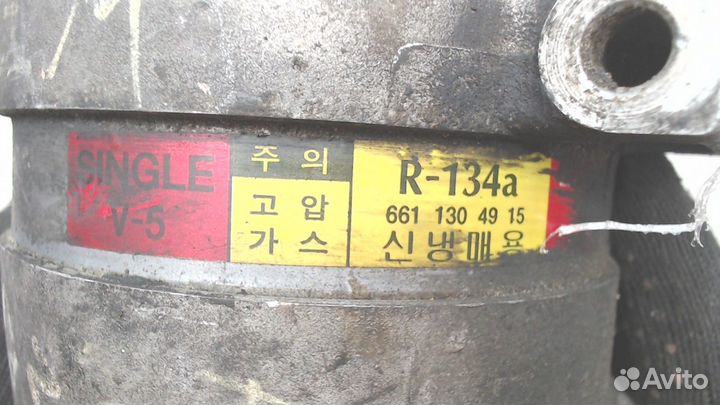 SINGLE
V-5
주 의
고 압
가 스
R-134a
661 130 49 15
신냉매용
Avito